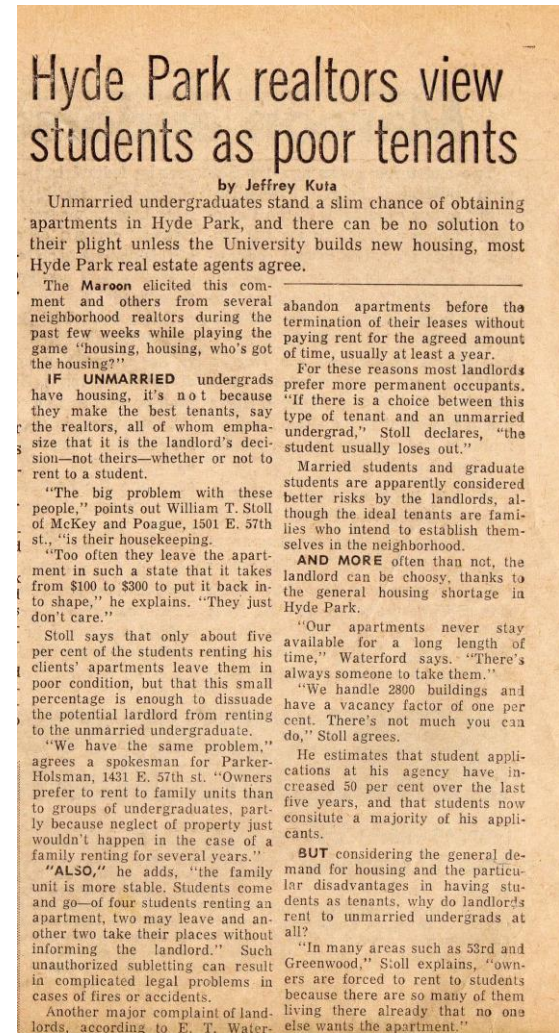 Hyde Park realtors view
students as poor tenants
by Jeffrey Kuta
Unmarried undergraduates stand a slim chance of obtaining
apartments in Hyde Park, and there can be no solution to
their plight unless the University builds new housing, most
Hyde Park real estate agents agree.
The Maroon elicited this com-
ment and others from several
neighborhood realtors during the
past few weeks while playing the
game "housing, housing, who's got
the housing?"
IF UNMARRIED undergrads
have housing, it's not because
they make the best tenants, say
the realtors, all of whom empha-
size that it is the landlord's deci-
sion—not theirs—whether or not to
rent to a student.
"The big problem with these
people," points out William T. Stoll
of McKey and Poague, 1501 E. 57th
st., "is their housekeeping.
"Too often they leave the apart-
ment in such a state that it takes
from $100 to $300 to put it back in-
to shape," he explains. "They just
don't care."
Stoll says that only about five
per cent of the students renting his
clients' apartments leave them in
poor condition, but that this small
percentage is enough to dissuade
the potential lardlord from renting
to the unmarried undergraduate.
"We have the same problem,"
agrees a spokesman for Parker-
Holsman, 1431 E. 57th st. "Owners
prefer to rent to family units than
to groups of undergraduates, part-
ly because neglect of property just
wouldn't happen in the case of a
family renting for several years."
"ALSO," he adds, "the family
unit is more stable. Students come
and go—of four students renting an
apartment, two may leave and an-
other two take their places without
informing the landlord." Such
unauthorized subletting can result
in complicated legal problems in
cases of fires or accidents.
Another major complaint of land-
lords, according to E. T. Water-
abandon apartments before the
termination of their leases without
paying rent for the agreed amount
of time, usually at least a year.
For these reasons most landlords
prefer more permanent occupants.
"If there is a choice between this
type of tenant and an unmarried
undergrad," Stoll declares, "the
student usually loses out."
Married students and graduate
students are apparently considered
better risks by the landlords, al-
though the ideal tenants are fami-
lies who intend to establish them-
selves in the neighborhood.
AND MORE often than not, the
landlord can be choosy, thanks to
the general housing shortage in
Hyde Park.
"Our apartments never stay
available for a long length of
time," Waterford says. "There's
always someone to take them."
"We handle 2800 buildings and
have a vacancy factor of one per
cent. There's not much you can
do," Stoll agrees.
He estimates that student appli-
cations at his agency have in-
creased 50 per cent over the last
five years, and that students now
consitute a majority of his appli-
cants.
BUT considering the general de-
mand for housing and the particu-
lar disadvantages in having stu-
dents as tenants, why do landlords
rent to unmarried undergrads at
all?
"In many areas such as 53rd and
Greenwood," Stoll explains, "own-
ers are forced to rent to students
because there are so many of them
living there already that no one
else wants the apartment."